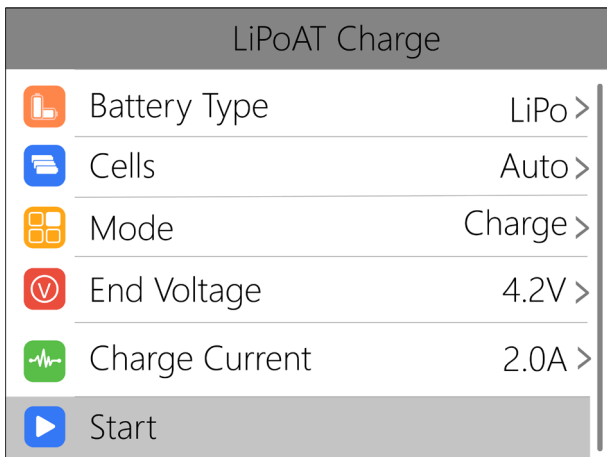 LiPoAT Charge
Battery Type LiPo >
Cells Auto >
Mode Charge >
V End Voltage 4.2V >
Charge Current 2.0A >
Start